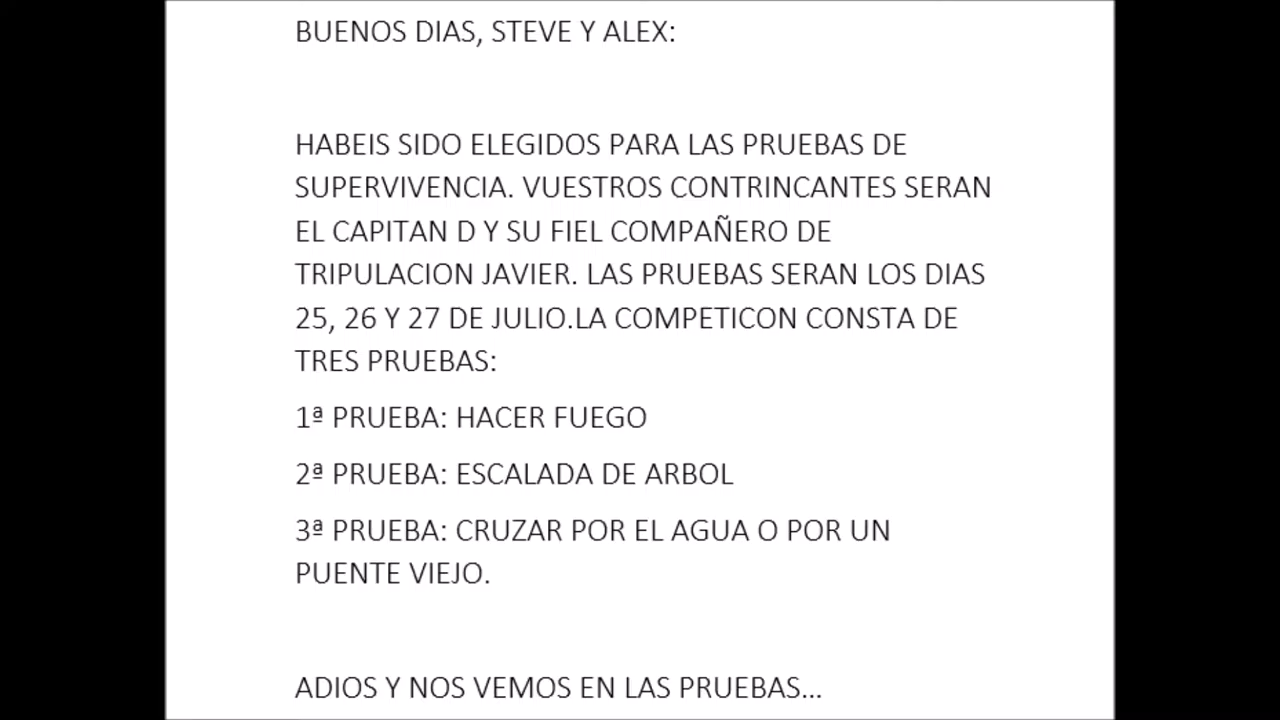 BUENOS DIAS, STEVE Y ALEX:
HABEIS SIDO ELEGIDOS PARA LAS PRUEBAS DE
SUPERVIVENCIA. VUESTROS CONTRINCANTES SERAN
EL CAPITAN D Y SU FIEL COMPAÑERO DE
TRIPULACION JAVIER. LAS PRUEBAS SERAN LOS DIAS
25, 26 Y 27 DE JULIO.LA COMPETICON CONSTA DE
TRES PRUEBAS:
1ª PRUEBA: HACER FUEGO
2ª PRUEBA: ESCALADA DE ARBOL
3ª PRUEBA: CRUZAR POR EL AGUA O POR UN
PUENTE VIEJO.
ADIOS Y NOS VEMOS EN LAS PRUEBAS...